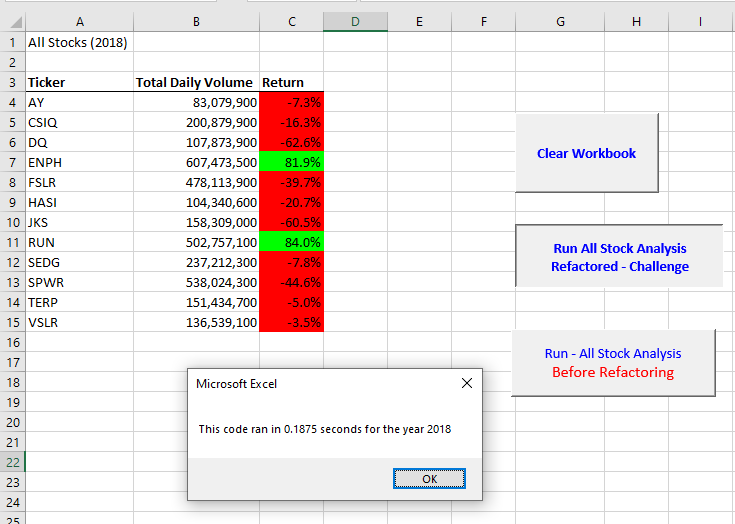 A B C D E F G H I
1 All Stocks (2018)
2
3 Ticker Total Daily Volume Return
4 AY 83,079,900 -7.3%
5 CSIQ 200,879,900 -16.3%
6 DQ 107,873,900 -62.6%
7 ENPH 607,473,500 81.9%
8 FSLR 478,113,900 -39.7%
9 HASI 104,340,600 -20.7%
10 JKS 158,309,000 -60.5%
11 RUN 502,757,100 84.0%
12 SEDG 237,212,300 -7.8%
13 SPWR 538,024,300 -44.6%
14 TERP 151,434,700 -5.0%
15 VSLR 136,539,100 -3.5%
16
17
18
19
20
21
22
23
24
25
Clear Workbook
Run All Stock Analysis
Refactored - Challenge
Run - All Stock Analysis
Before Refactoring
Microsoft Excel
This code ran in 0.1875 seconds for the year 2018
OK